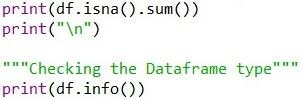 print(df.isna().sum())
print("\n")
"""Checking the Dataframe type"""
print(df.info())